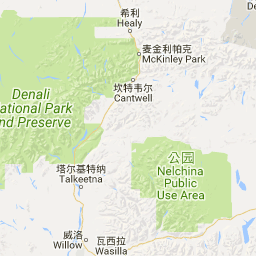 希利
Healy
麦金利帕克
McKinley Park
坎特韦尔
Cantwell
Denali
National Park
and Preserve
公园
Nelchina
Public
Use Area
塔尔基特纳
Talkeetna
威洛
Willow
瓦西拉
Wasilla